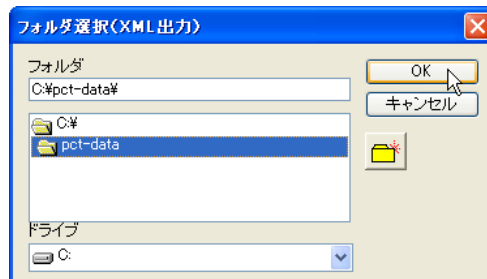 フォルダ選択(XML出力)
フォルダ
C:¥pct-data¥
OK
キャンセル
C:¥
pct-data
ドライブ
C: